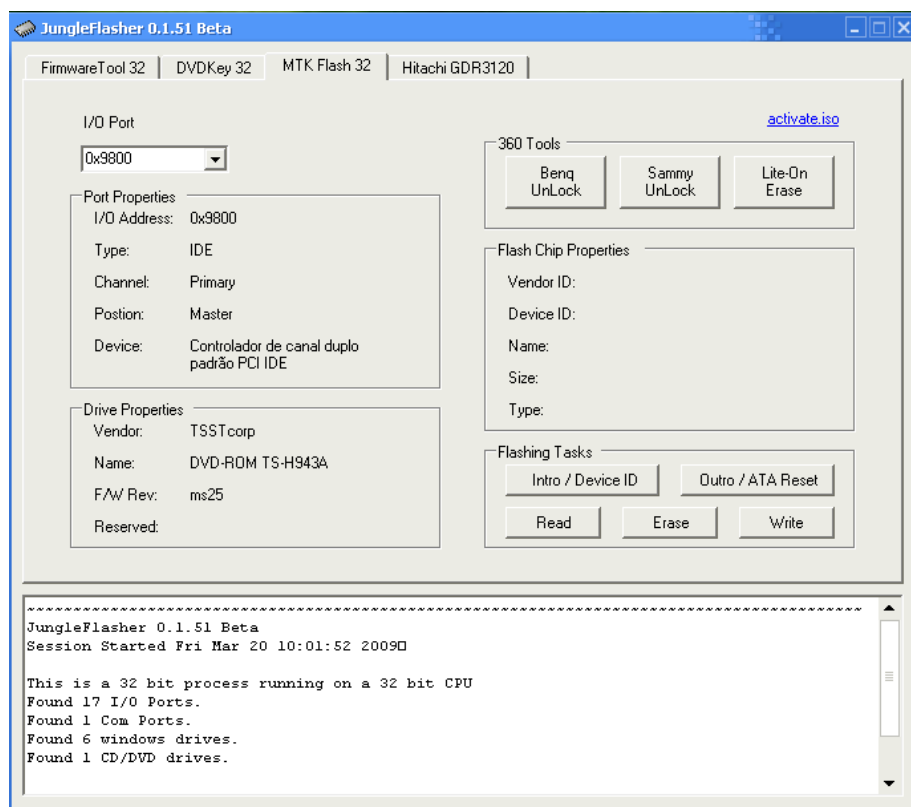 JungleFlasher 0.1.51 Beta
FirmwareTool 32
DVDKey 32
MTK Flash 32
Hitachi GDR3120
I/O Port
0x9800
Port Properties
I/O Address: 0x9800
Type: IDE
Channel: Primary
Postion: Master
Device: Controlador de canal duplo
padrão PCI IDE
Drive Properties
Vendor: TSSTcorp
Name: DVD-ROM TS-H943A
F/W Rev: ms25
Reserved:
activate.iso
360 Tools
Benq
UnLock
Sammy
UnLock
Lite-On
Erase
Flash Chip Properties
Vendor ID:
Device ID:
Name:
Size:
Type:
Flashing Tasks
Intro / Device ID
Outro / ATA Reset
Read
Erase
Write
JungleFlasher 0.1.51 Beta
Session Started Fri Mar 20 10:01:52 2009
This is a 32 bit process running on a 32 bit CPU
Found 17 I/O Ports.
Found 1 Com Ports.
Found 6 windows drives.
Found 1 CD/DVD drives.